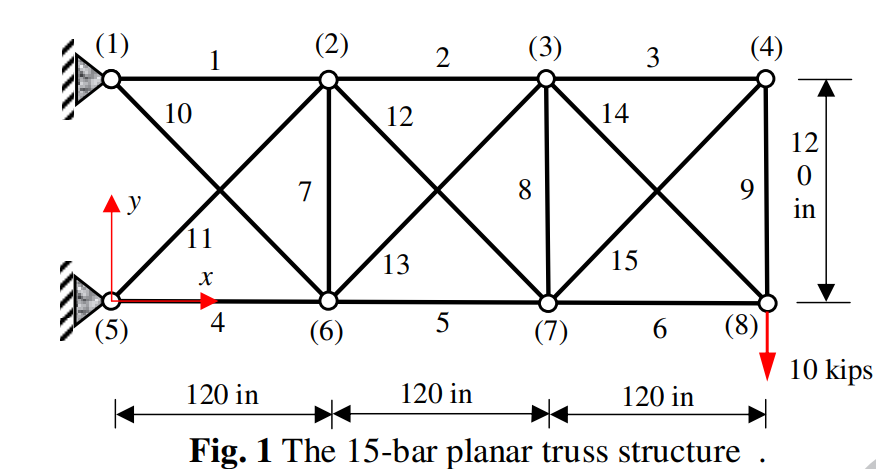 (1) 1 (2) 2 (3) 3 (4)
10 12 14
12
0
in
7 8 9
y
11 13 15
x
(5) 4 (6) 5 (7) 6 (8)
10 kips
120 in 120 in 120 in
Fig. 1 The 15-bar planar truss structure .